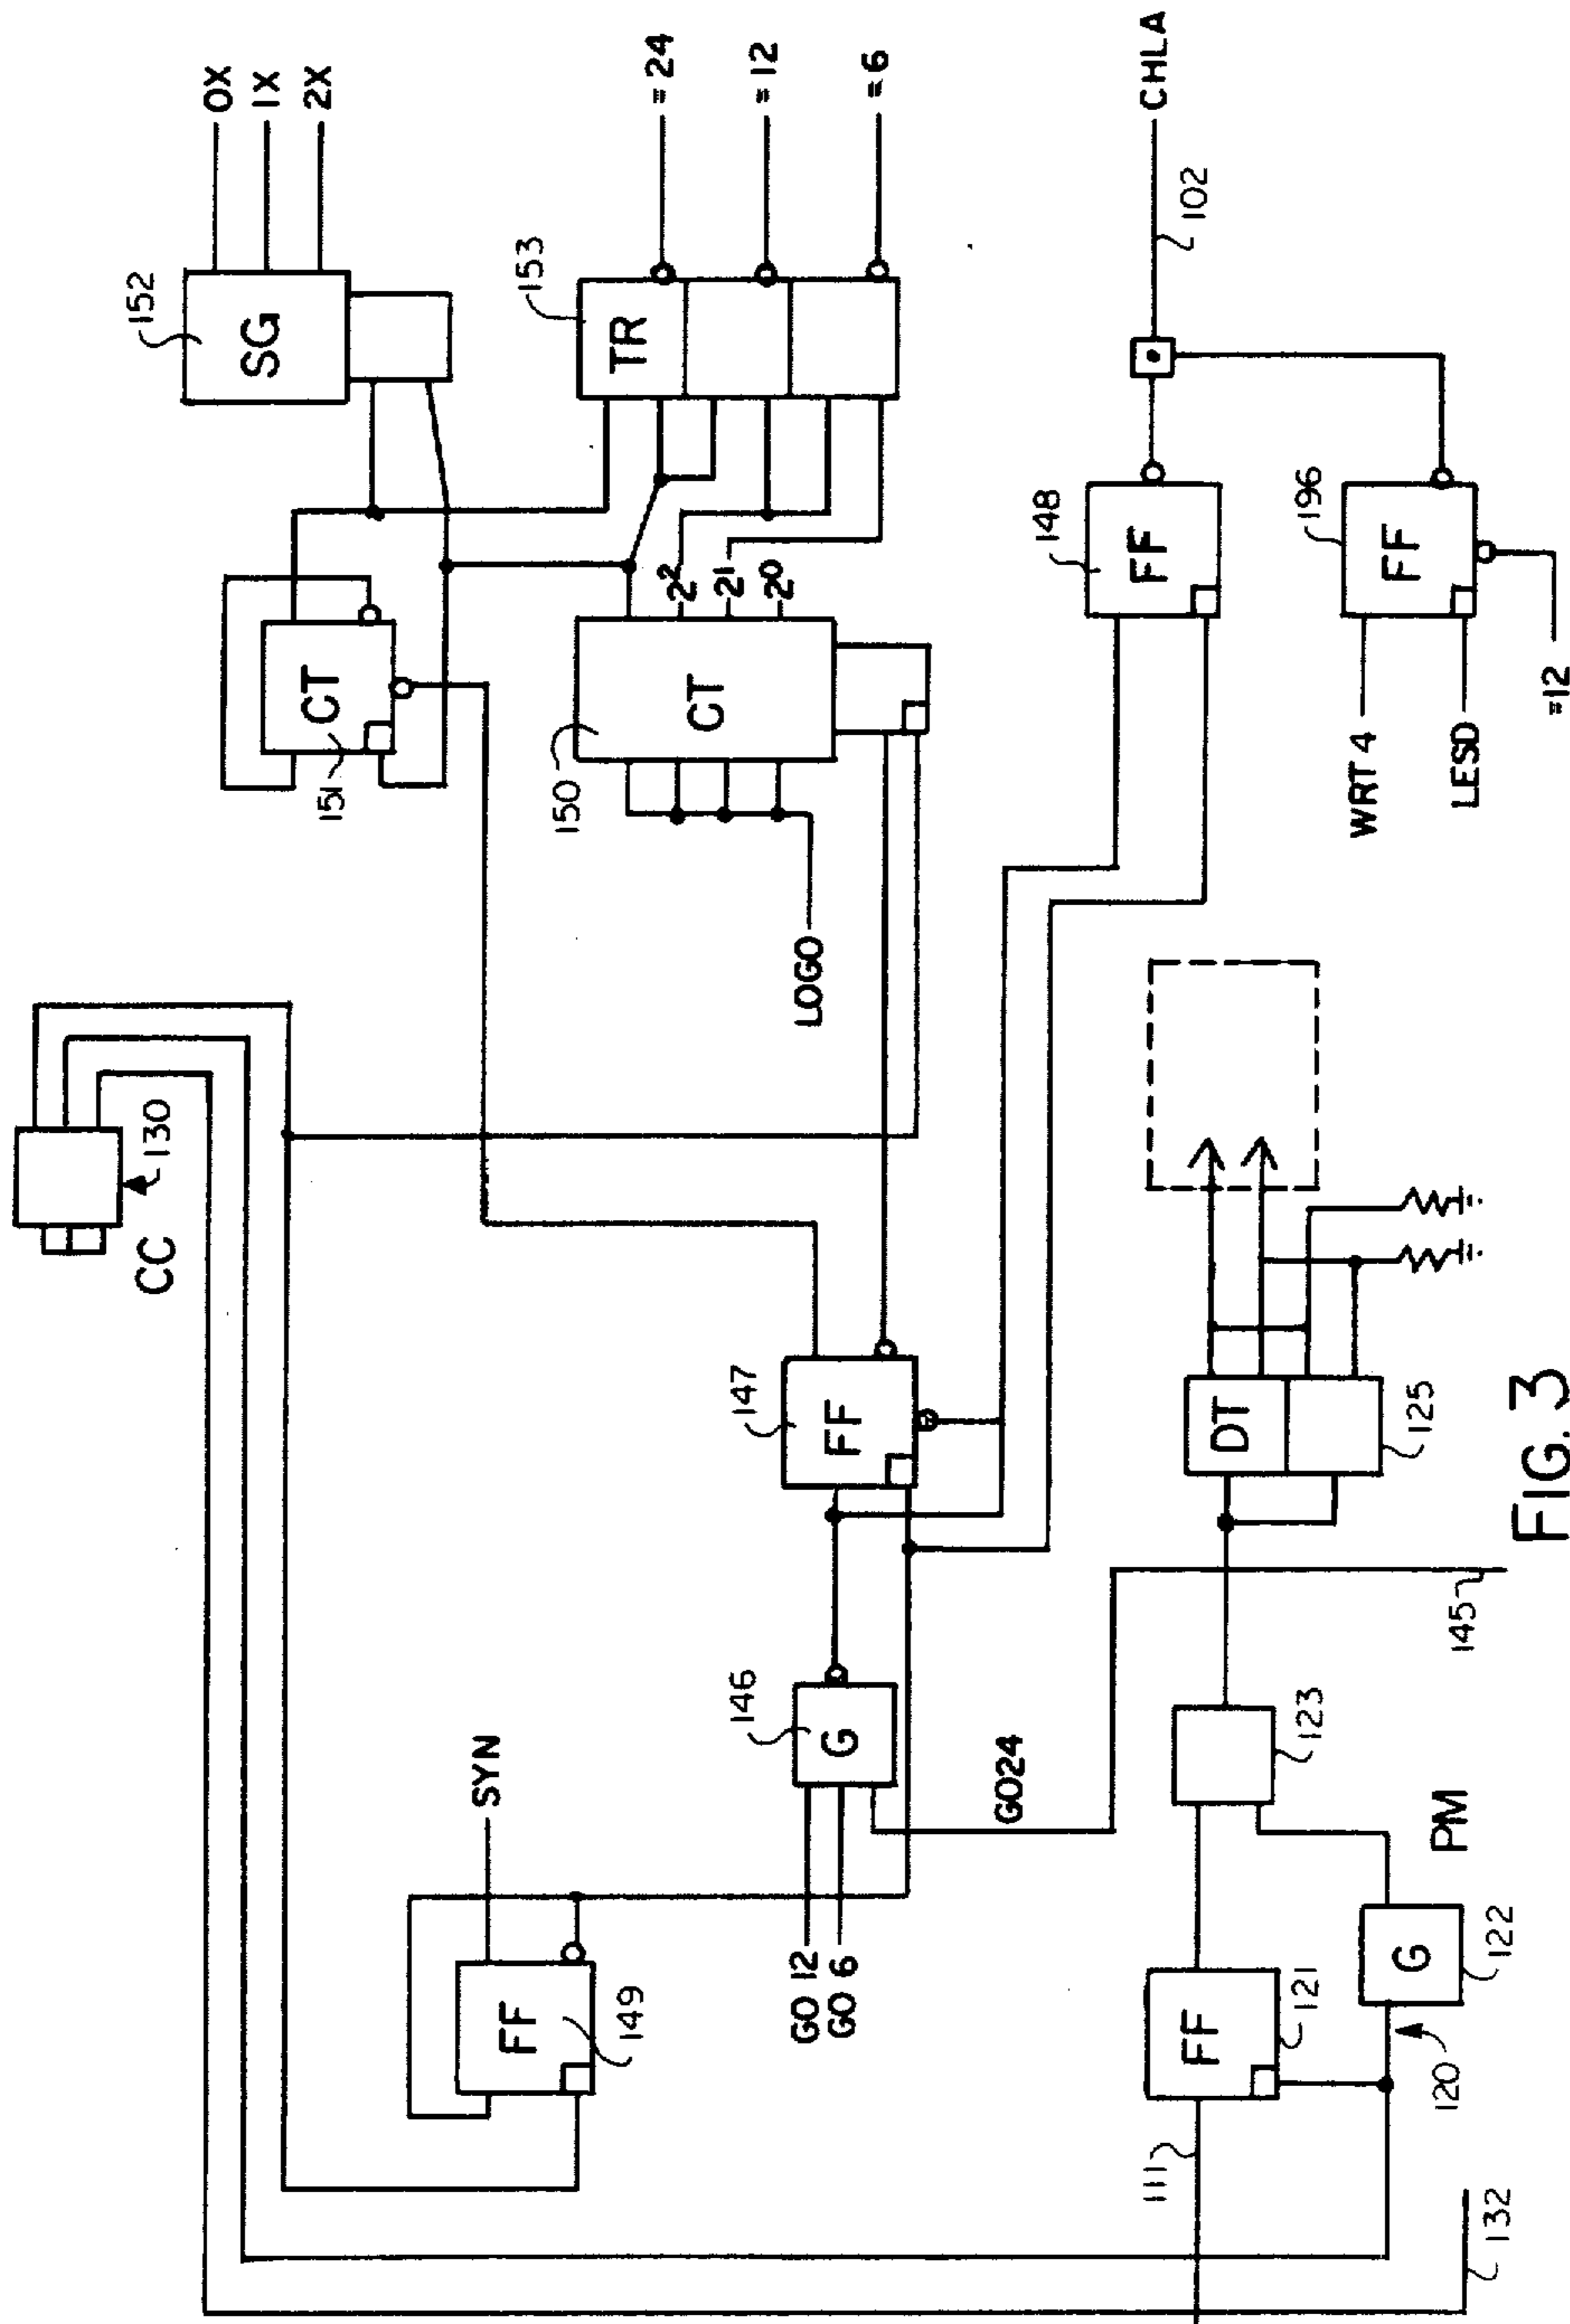 CC
130
152
SG
0X
1X
2X
CT
151
153
TR
=24
=12
=6
SYN
FF
149
150
CT
2²
2¹
2⁰
LOGO
147
FF
146
G
GO 12
GO 6
GO24
148
FF
CHLA
102
196
FF
WRT 4
LESD
=12
111
FF
121
123
DT
125
G
122
120
PM
145
132
FIG. 3